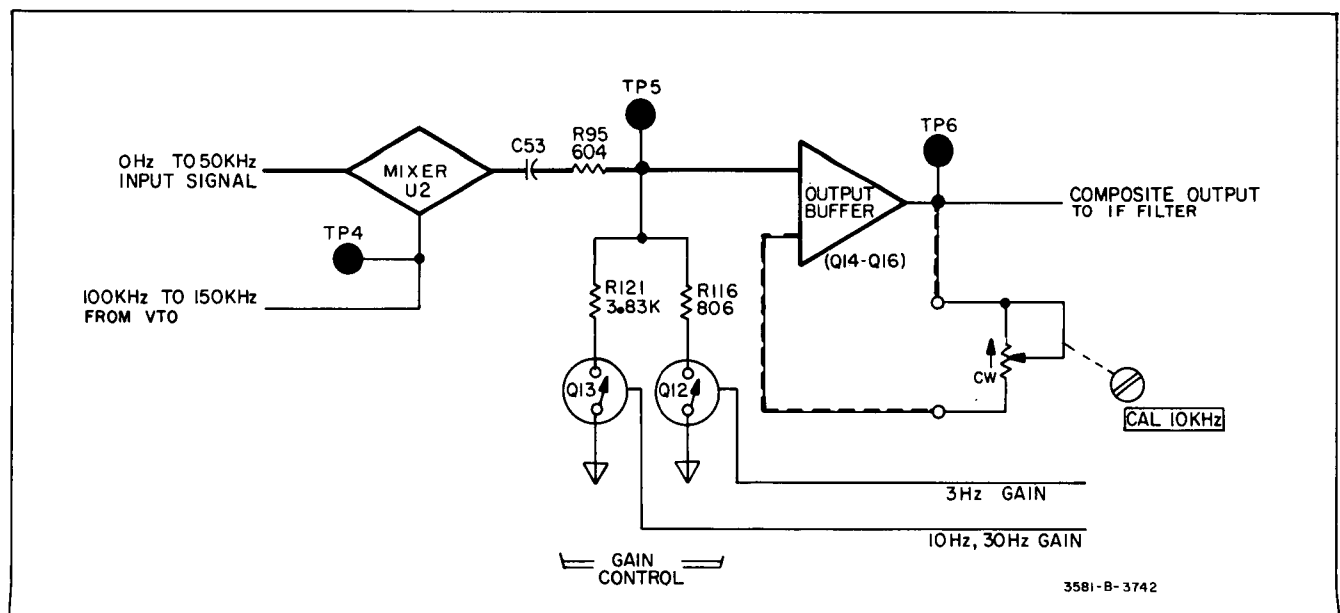 TP5
TP6
C53
R95
604
0Hz TO 50KHz
INPUT SIGNAL
MIXER
U2
OUTPUT
BUFFER
(Q14-Q16)
COMPOSITE OUTPUT
TO IF FILTER
TP4
100KHz TO 150KHz
FROM VTO
R121
3.83K
R116
806
Q13
Q12
CW
CAL 10KHz
3Hz GAIN
10Hz, 30Hz GAIN
GAIN
CONTROL
3581-B-3742